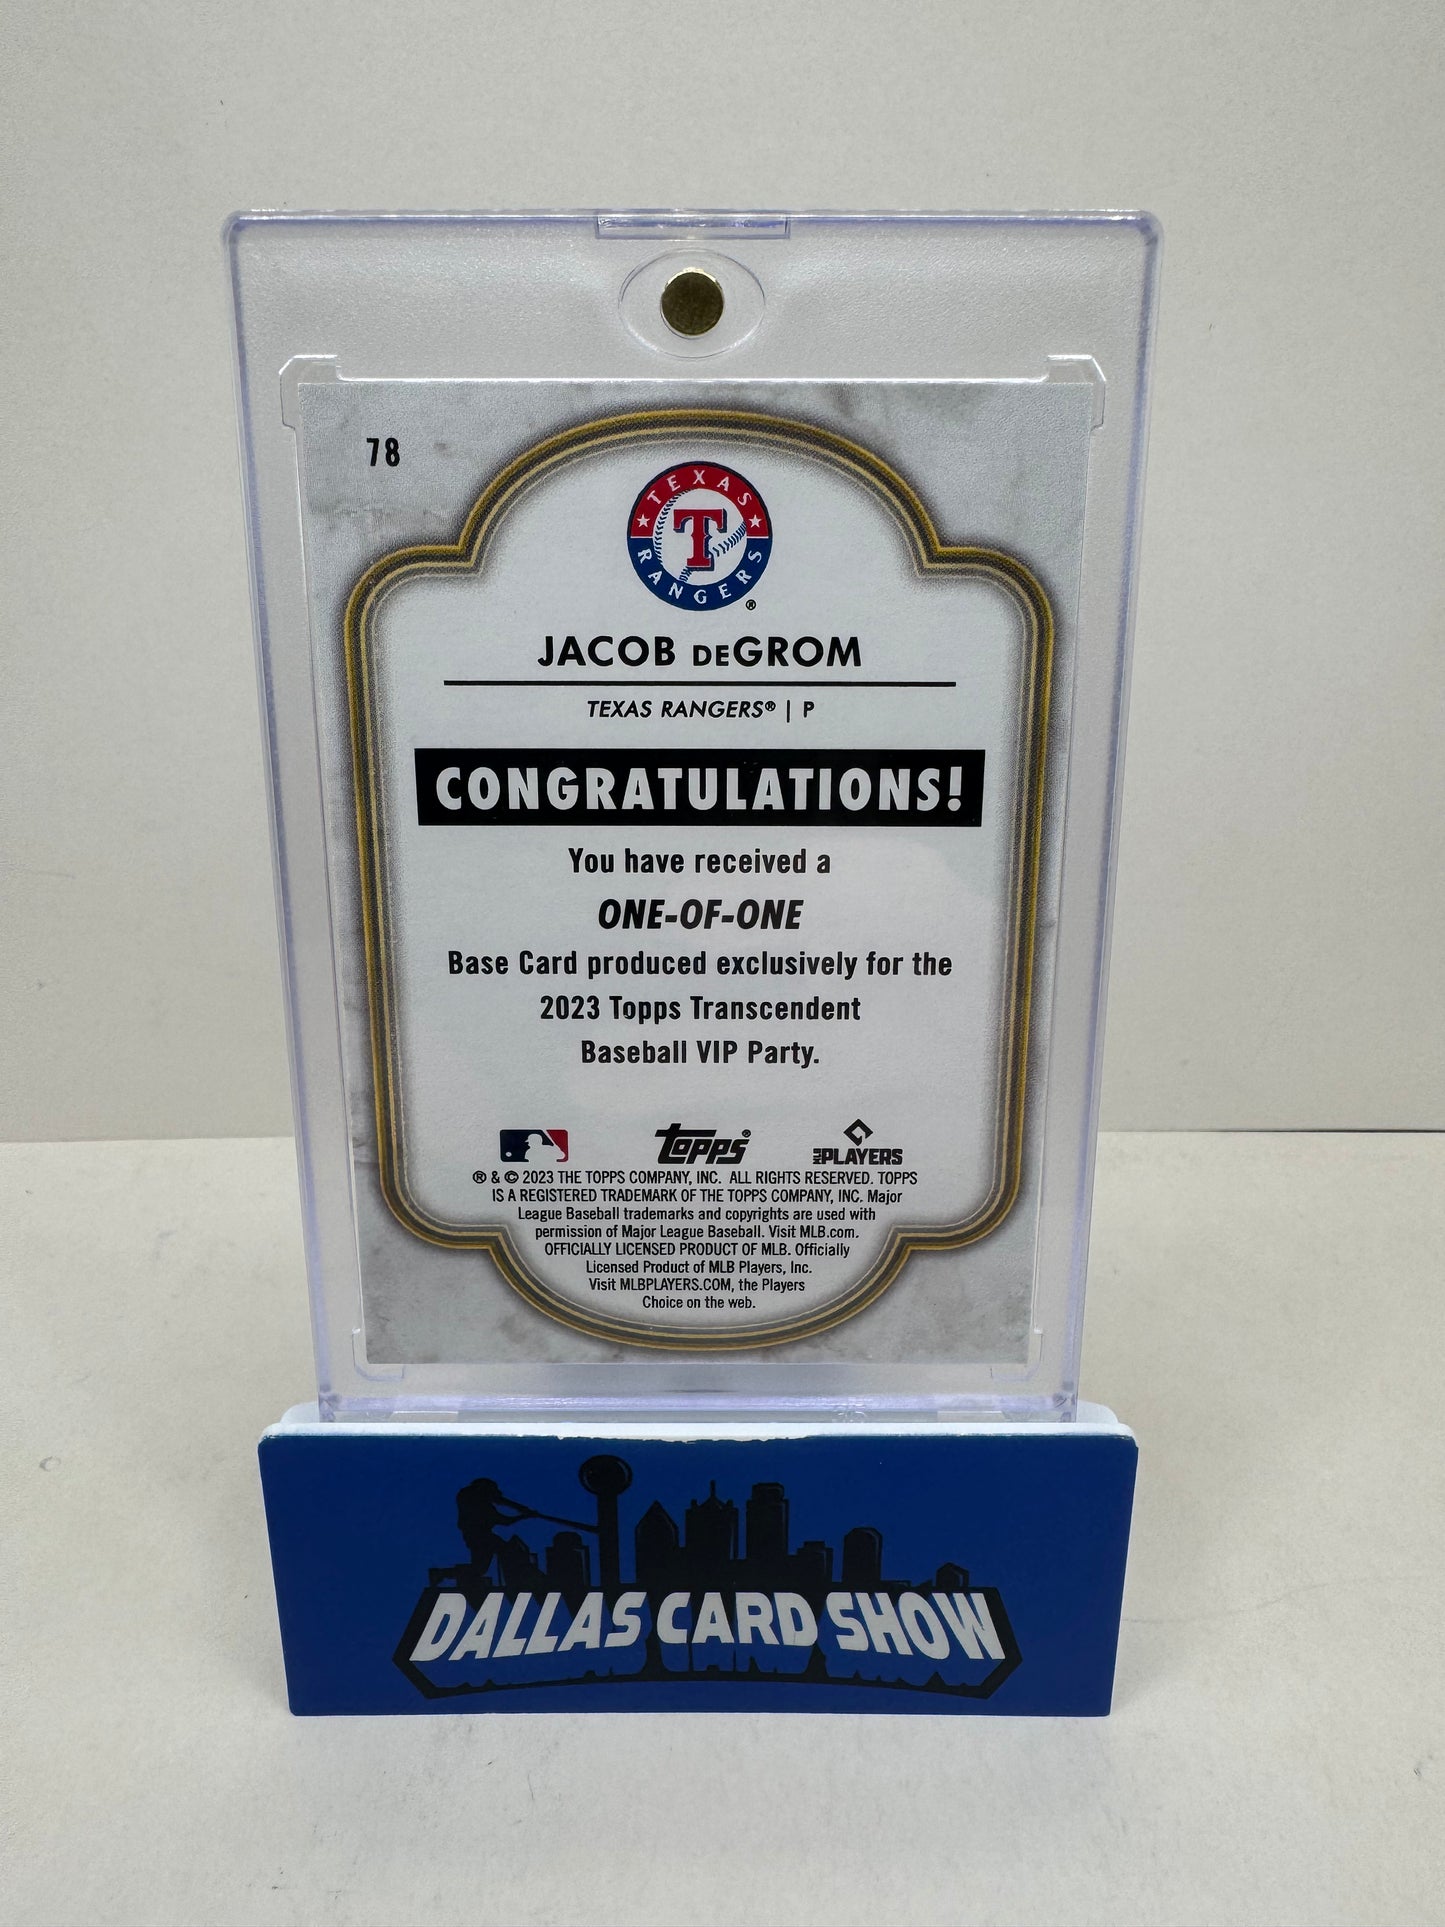 78
TEXAS
RANGERS
T
®
JACOB DEGROM
TEXAS RANGERS® | P
CONGRATULATIONS!
You have received a
ONE-OF-ONE
Base Card produced exclusively for the
2023 Topps Transcendent
Baseball VIP Party.
Topps® MLB PLAYERS
® & © 2023 THE TOPPS COMPANY, INC. ALL RIGHTS RESERVED. TOPPS
IS A REGISTERED TRADEMARK OF THE TOPPS COMPANY, INC. Major
League Baseball trademarks and copyrights are used with
permission of Major League Baseball. Visit MLB.com.
OFFICIALLY LICENSED PRODUCT OF MLB. Officially
Licensed Product of MLB Players, Inc.
Visit MLBPLAYERS.COM, the Players
Choice on the web.
DALLAS CARD SHOW